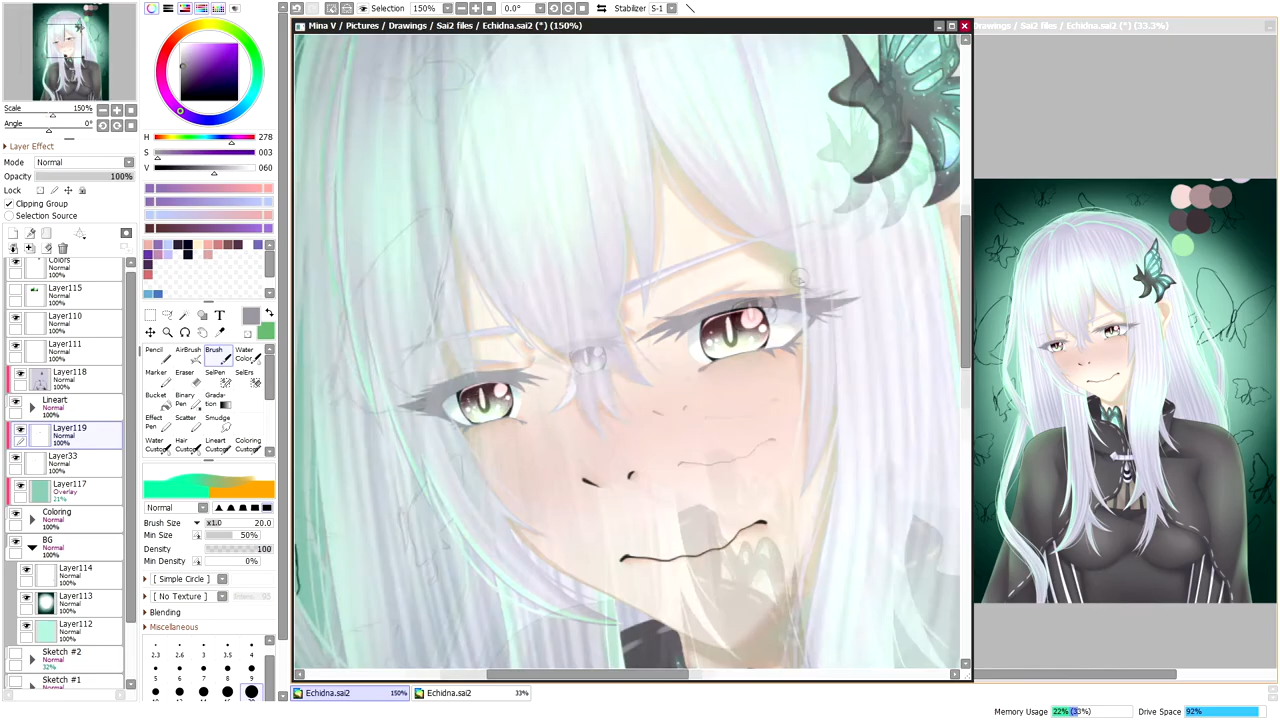 Selection 150% 0.0° Stabilizer S-1
Mina V / Pictures / Drawings / Sai2 files / Echidna.sai2 (*) (150%)
Drawings / Sai2 files / Echidna.sai2 (*) (33.3%)
Scale 150%
Angle 0°
Layer Effect
Mode Normal
Opacity 100%
Lock
Clipping Group
Selection Source
Colors
Normal
100%
Layer115
Normal
100%
Layer110
Normal
100%
Layer111
Normal
100%
Layer118
Normal
100%
Lineart
Normal
100%
Layer119
Normal
100%
Layer33
Normal
100%
Layer117
Overlay
21%
Coloring
Normal
100%
BG
Normal
100%
Layer114
Normal
100%
Layer113
Normal
100%
Layer112
Normal
100%
Sketch #2
Normal
32%
Sketch #1
Normal
H 278
S 003
V 060
T
Pencil AirBrush Brush Water Color
Marker Eraser SelPen SelErs
Bucket Binary Pen Gradation
Effect Pen Scatter Smudge
Water Custom Hair Custom Lineart Custom Coloring Custom
Normal
Brush Size x1.0 20.0
Min Size 50%
Density 100
Min Density 0%
[ Simple Circle ]
[ No Texture ]
Blending
Miscellaneous
2.3 2.6 3 3.5 4
5 6 7 8 9
Echidna.sai2 150%
Echidna.sai2 33%
Memory Usage 22% (33%) Drive Space 92%